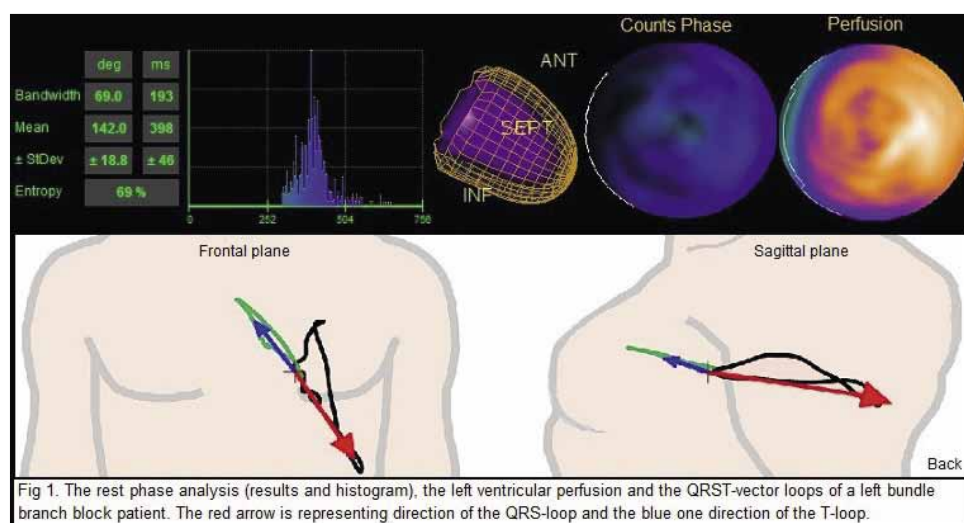 Counts Phase Perfusion
deg ms
ANT
Bandwidth 69.0 193
Mean 142.0 398
SEPT
± StDev ± 18.8 ± 46
Entropy 69 %
INF
0 252 504 756
Frontal plane Sagittal plane
Back
Fig 1. The rest phase analysis (results and histogram), the left ventricular perfusion and the QRST-vector loops of a left bundle
branch block patient. The red arrow is representing direction of the QRS-loop and the blue one direction of the T-loop.